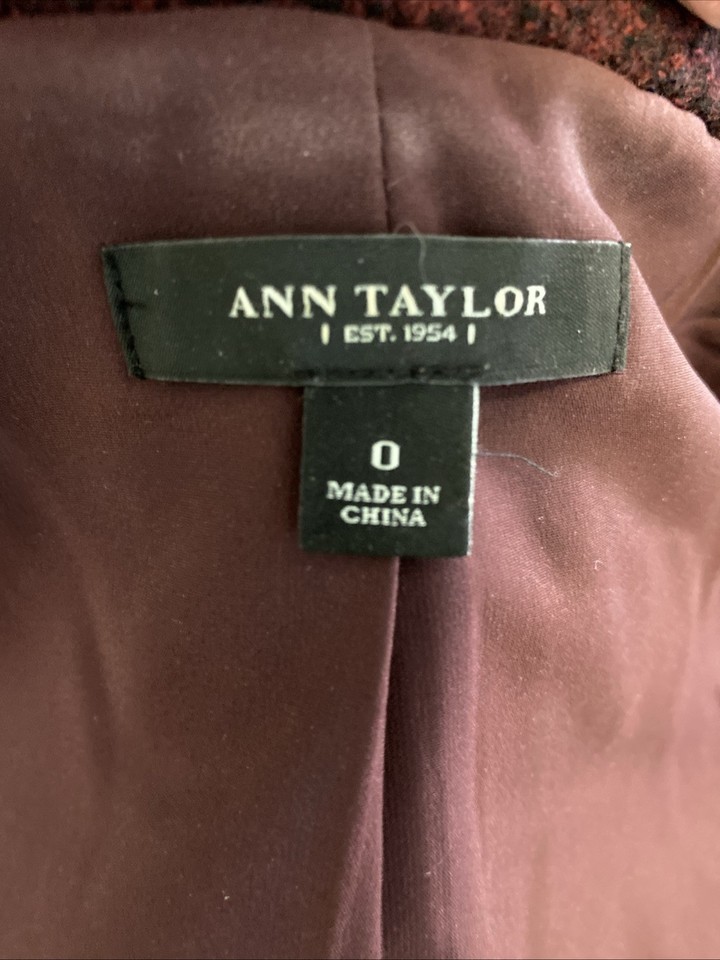 ANN TAYLOR
| EST. 1954 |
0
MADE IN
CHINA